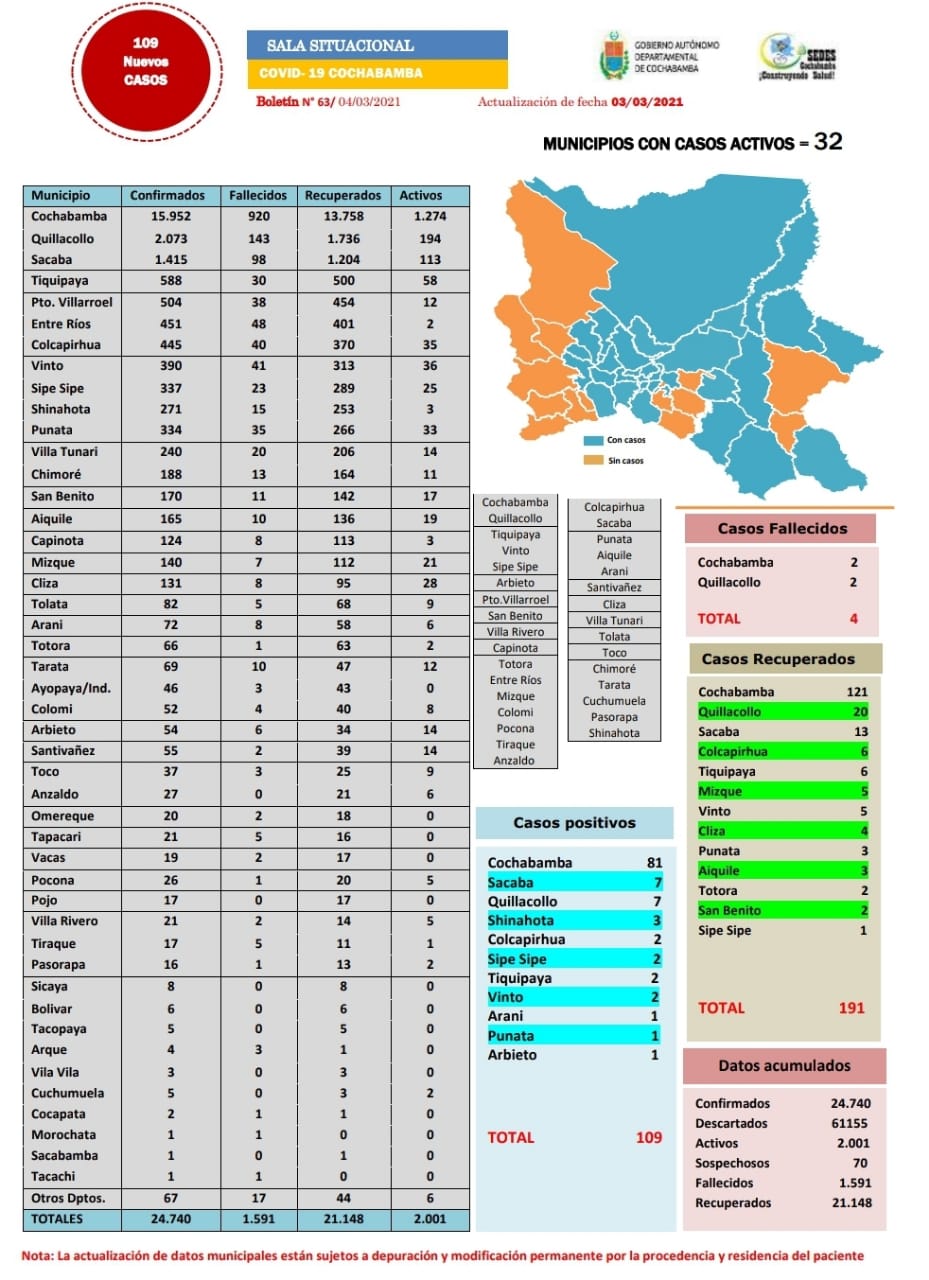 109
Nuevos
CASOS
SALA SITUACIONAL
COVID- 19 COCHABAMBA
Boletín N° 63/ 04/03/2021
Actualización de fecha 03/03/2021
GOBIERNO AUTÓNOMO
DEPARTAMENTAL
DE COCHABAMBA
SEDES
Cochabamba
¡Construyendo Salud!
MUNICIPIOS CON CASOS ACTIVOS = 32
Municipio Confirmados Fallecidos Recuperados Activos
Cochabamba 15.952 920 13.758 1.274
Quillacollo 2.073 143 1.736 194
Sacaba 1.415 98 1.204 113
Tiquipaya 588 30 500 58
Pto. Villarroel 504 38 454 12
Entre Ríos 451 48 401 2
Colcapirhua 445 40 370 35
Vinto 390 41 313 36
Sipe Sipe 337 23 289 25
Shinahota 271 15 253 3
Punata 334 35 266 33
Villa Tunari 240 20 206 14
Chimoré 188 13 164 11
San Benito 170 11 142 17
Aiquile 165 10 136 19
Capinota 124 8 113 3
Mizque 140 7 112 21
Cliza 131 8 95 28
Tolata 82 5 68 9
Arani 72 8 58 6
Totora 66 1 63 2
Tarata 69 10 47 12
Ayopaya/Ind. 46 3 43 0
Colomi 52 4 40 8
Arbieto 54 6 34 14
Santivañez 55 2 39 14
Toco 37 3 25 9
Anzaldo 27 0 21 6
Omereque 20 2 18 0
Tapacari 21 5 16 0
Vacas 19 2 17 0
Pocona 26 1 20 5
Pojo 17 0 17 0
Villa Rivero 21 2 14 5
Tiraque 17 5 11 1
Pasorapa 16 1 13 2
Sicaya 8 0 8 0
Bolivar 6 0 6 0
Tacopaya 5 0 5 0
Arque 4 3 1 0
Vila Vila 3 0 3 0
Cuchumuela 5 0 3 2
Cocapata 2 1 1 0
Morochata 1 1 0 0
Sacabamba 1 0 1 0
Tacachi 1 1 0 0
Otros Dptos. 67 17 44 6
TOTALES 24.740 1.591 21.148 2.001
Con casos
Sin casos
Cochabamba
Quillacollo
Tiquipaya
Vinto
Sipe Sipe
Arbieto
Pto.Villarroel
San Benito
Villa Rivero
Capinota
Totora
Entre Ríos
Mizque
Colomi
Pocona
Tiraque
Anzaldo
Colcapirhua
Sacaba
Punata
Aiquile
Arani
Santivañez
Cliza
Villa Tunari
Tolata
Toco
Chimoré
Tarata
Cuchumuela
Pasorapa
Shinahota
Casos positivos
Cochabamba 81
Sacaba 7
Quillacollo 7
Shinahota 3
Colcapirhua 2
Sipe Sipe 2
Tiquipaya 2
Vinto 2
Arani 1
Punata 1
Arbieto 1
TOTAL 109
Casos Fallecidos
Cochabamba 2
Quillacollo 2
TOTAL 4
Casos Recuperados
Cochabamba 121
Quillacollo 20
Sacaba 13
Colcapirhua 6
Tiquipaya 6
Mizque 5
Vinto 5
Cliza 4
Punata 3
Aiquile 3
Totora 2
San Benito 2
Sipe Sipe 1
TOTAL 191
Datos acumulados
Confirmados 24.740
Descartados 61155
Activos 2.001
Sospechosos 70
Fallecidos 1.591
Recuperados 21.148
Nota: La actualización de datos municipales están sujetos a depuración y modificación permanente por la procedencia y residencia del paciente